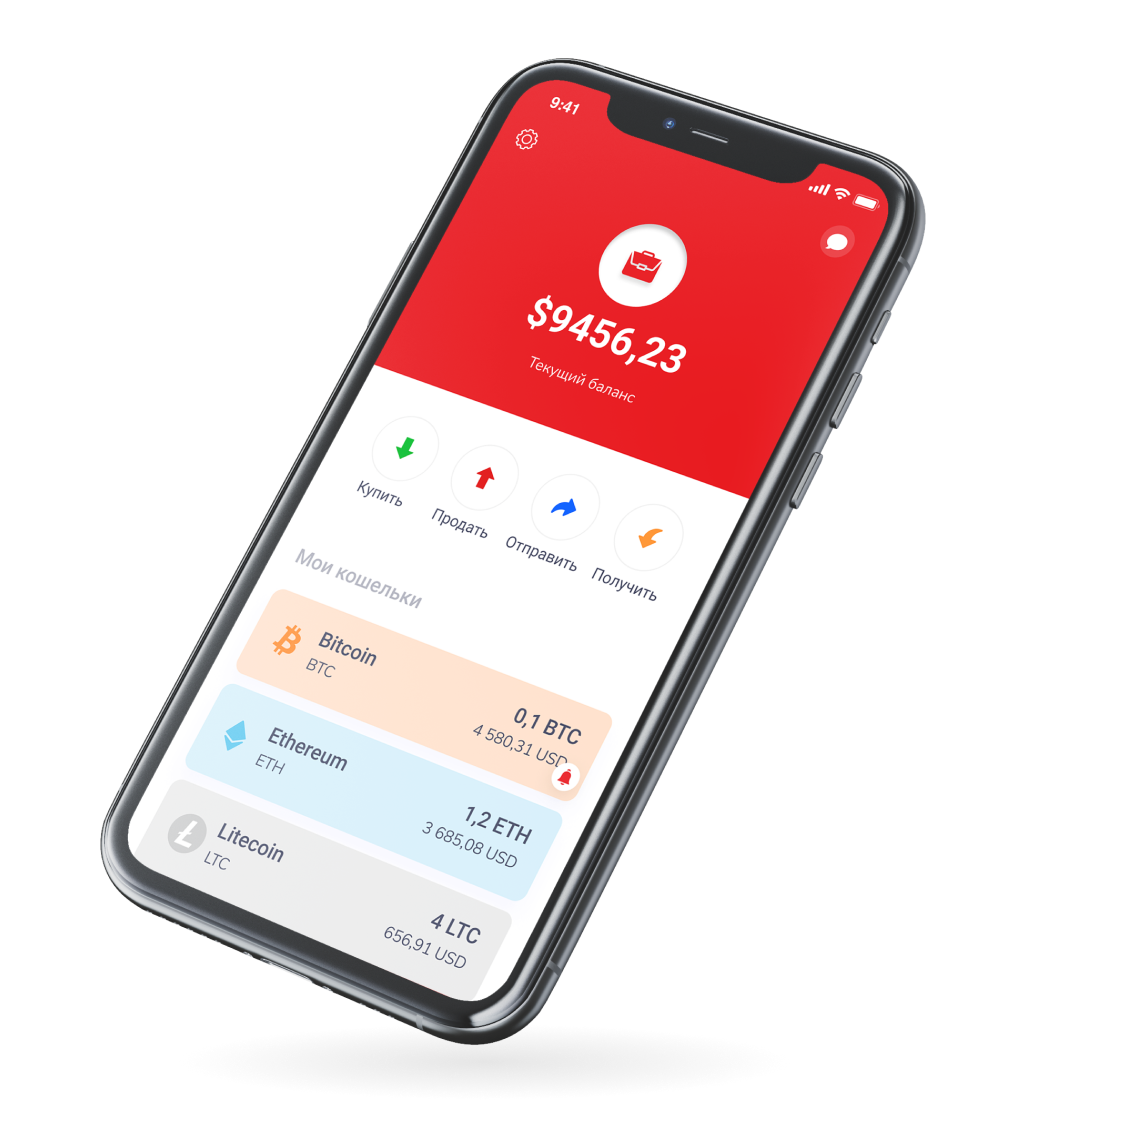 9:41
$9456,23
Текущий баланс
Купить
Продать
Отправить
Получить
Мои кошельки
Bitcoin
BTC
0,1 BTC
4 580,31 USD
Ethereum
ETH
1,2 ETH
3 685,08 USD
Litecoin
LTC
4 LTC
656,91 USD